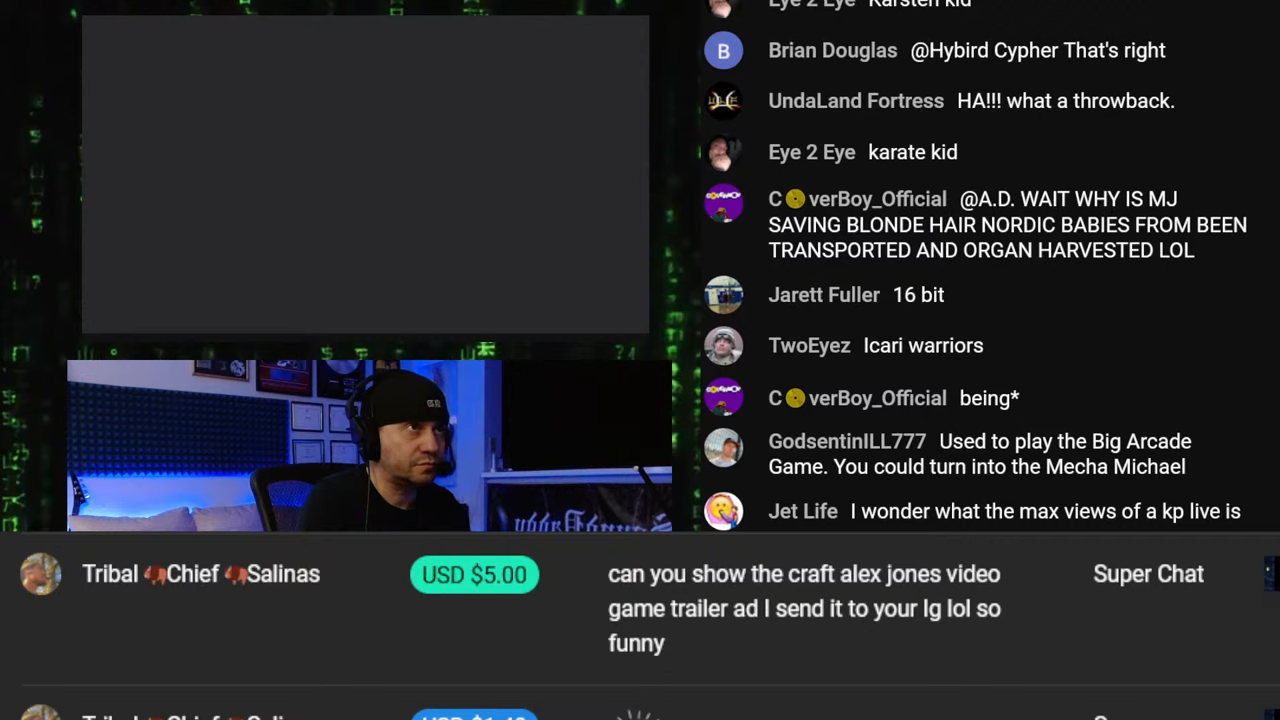 Brian Douglas @Hybird Cypher That's right
UndaLand Fortress HA!!! what a throwback.
Eye 2 Eye karate kid
C verBoy_Official @A.D. WAIT WHY IS MJ
SAVING BLONDE HAIR NORDIC BABIES FROM BEEN
TRANSPORTED AND ORGAN HARVESTED LOL
Jarett Fuller 16 bit
TwoEyez Icari warriors
C verBoy_Official being*
GodsentinILL777 Used to play the Big Arcade
Game. You could turn into the Mecha Michael
Jet Life I wonder what the max views of a kp live is
Tribal Chief Salinas USD $5.00 can you show the craft alex jones video Super Chat
game trailer ad I send it to your lg lol so
funny